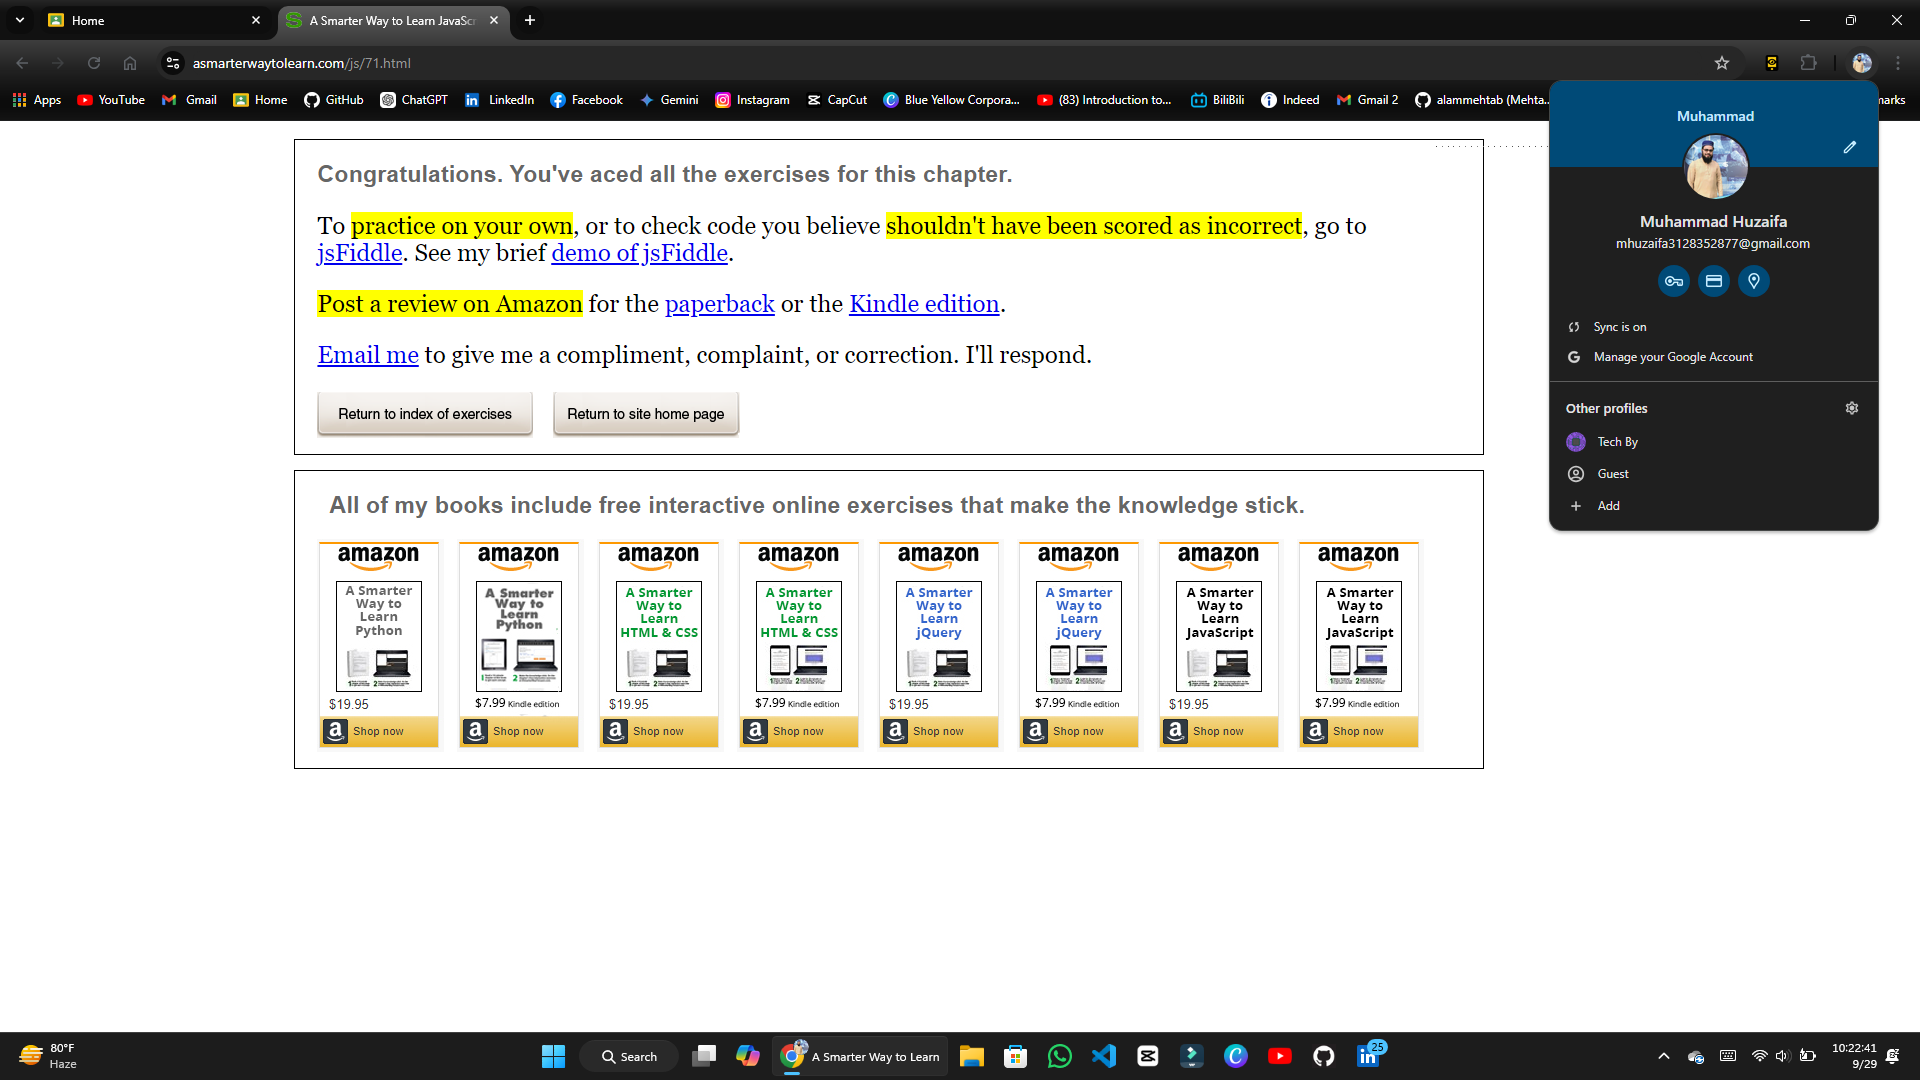 Home
A Smarter Way to Learn JavaSc
asmarterwaytolearn.com/js/71.html
Apps
YouTube
Gmail
Home
GitHub
ChatGPT
LinkedIn
Facebook
Gemini
Instagram
CapCut
Blue Yellow Corpora...
(83) Introduction to...
BiliBili
Indeed
Gmail 2
alammehtab (Mehta...
marks
Congratulations. You've aced all the exercises for this chapter.
To practice on your own, or to check code you believe shouldn't have been scored as incorrect, go to
jsFiddle. See my brief demo of jsFiddle.
Post a review on Amazon for the paperback or the Kindle edition.
Email me to give me a compliment, complaint, or correction. I'll respond.
Return to index of exercises
Return to site home page
Muhammad
Muhammad Huzaifa
mhuzaifa3128352877@gmail.com
Sync is on
Manage your Google Account
Other profiles
Tech By
Guest
Add
All of my books include free interactive online exercises that make the knowledge stick.
amazon
A Smarter
Way to
Learn
Python
$19.95
Shop now
amazon
A Smarter
Way to
Learn
Python
$7.99 Kindle edition
Shop now
amazon
A Smarter
Way to
Learn
HTML & CSS
$19.95
Shop now
amazon
A Smarter
Way to
Learn
HTML & CSS
$7.99 Kindle edition
Shop now
amazon
A Smarter
Way to
Learn
jQuery
$19.95
Shop now
amazon
A Smarter
Way to
Learn
jQuery
$7.99 Kindle edition
Shop now
amazon
A Smarter
Way to
Learn
JavaScript
$19.95
Shop now
amazon
A Smarter
Way to
Learn
JavaScript
$7.99 Kindle edition
Shop now
80°F
Haze
Search
A Smarter Way to Learn
25
10:22:41
9/29